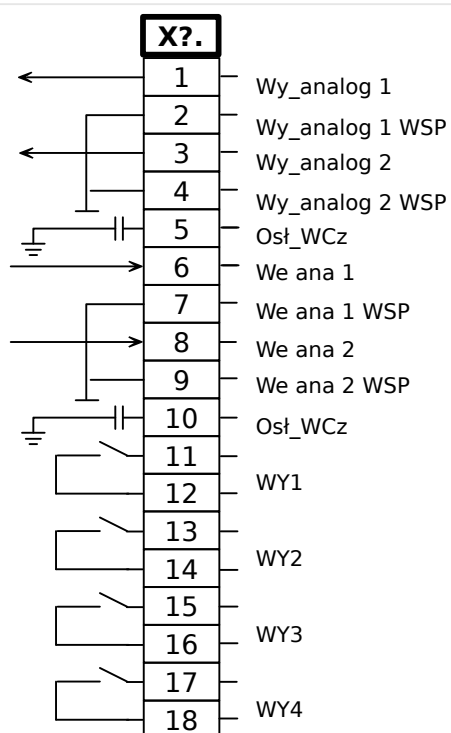 X?.
1 Wy_analog 1
2 Wy_analog 1 WSP
3 Wy_analog 2
4 Wy_analog 2 WSP
5 Osł_WCz
6 We ana 1
7 We ana 1 WSP
8 We ana 2
9 We ana 2 WSP
10 Osł_WCz
11
WY1
12
13
WY2
14
15
WY3
16
17
WY4
18